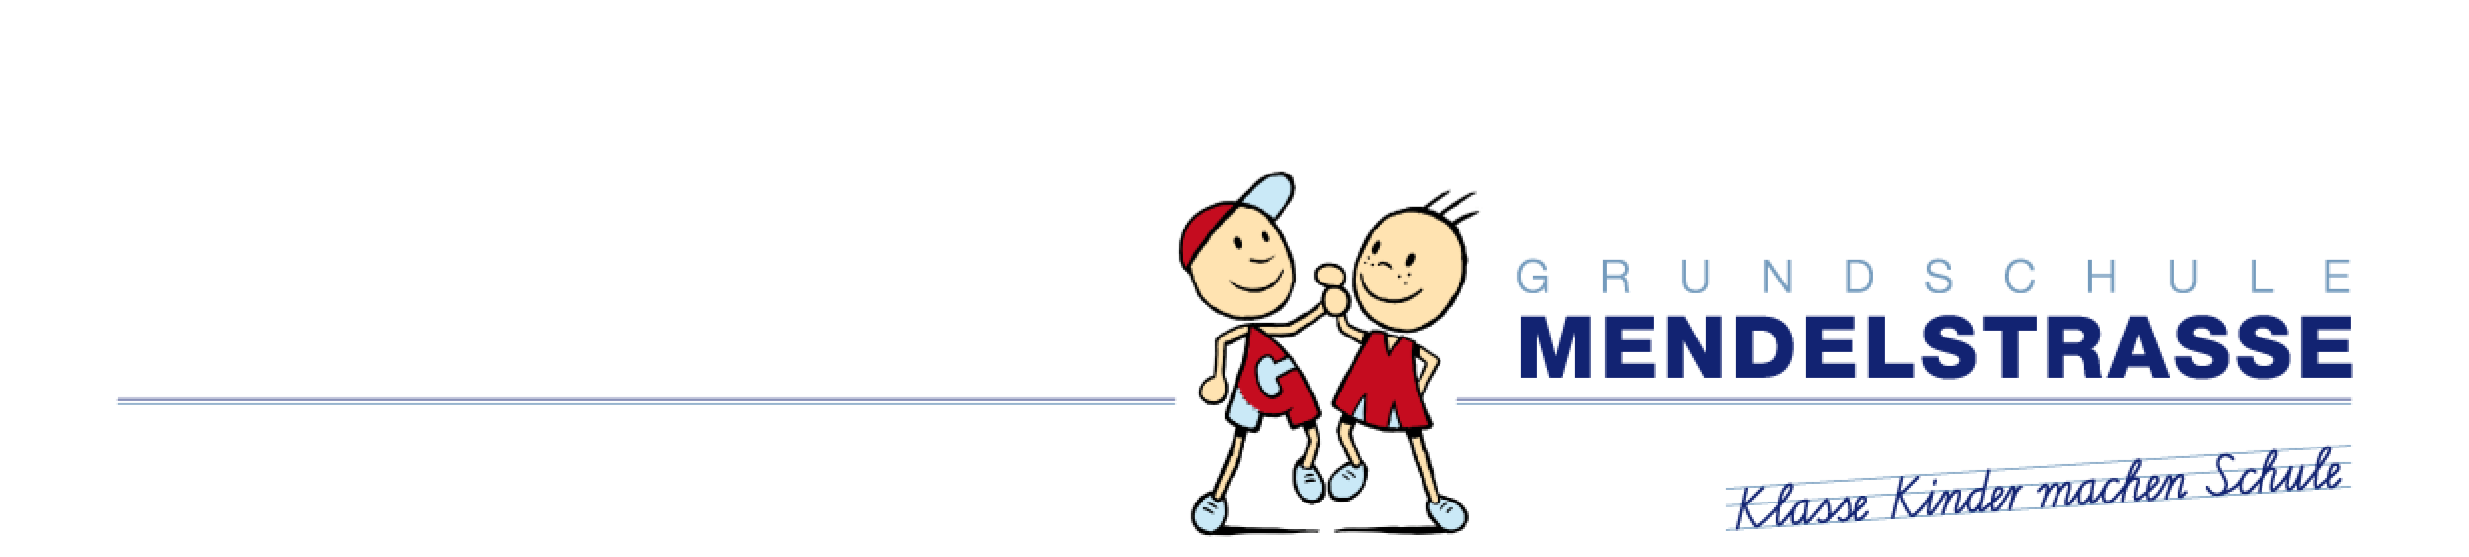 G
M
GRUNDSCHULE
MENDELSTRASSE
Klasse Kinder machen Schule